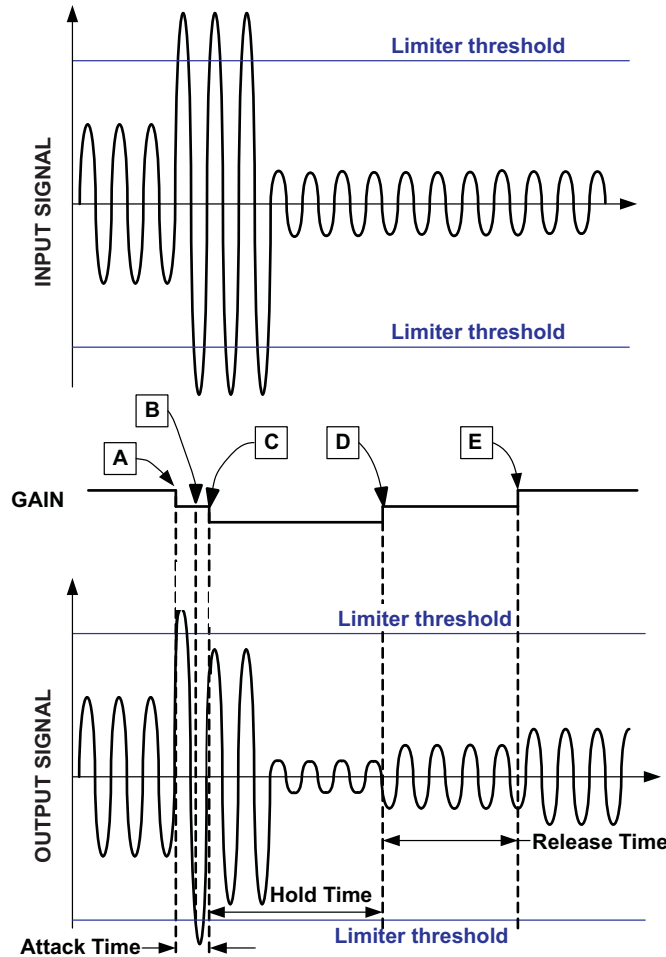 Limiter threshold
INPUT SIGNAL
Limiter threshold
B
C
D
E
A
GAIN
Limiter threshold
OUTPUT SIGNAL
Release Time
Hold Time
Limiter threshold
Attack Time